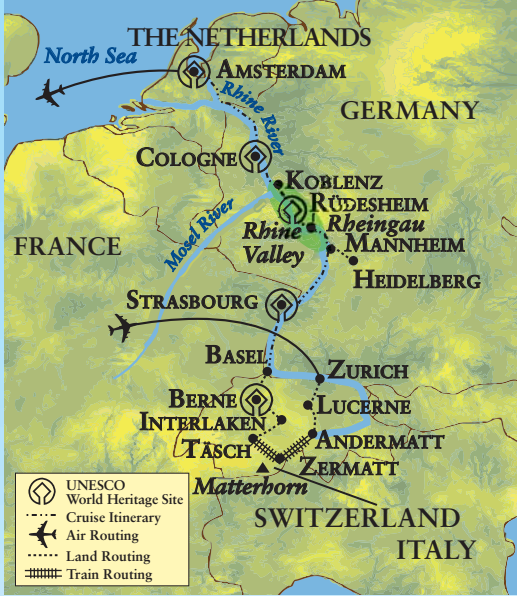 THE NETHERLANDS
North Sea
AMSTERDAM
Rhine River
GERMANY
COLOGNE
KOBLENZ
RÜDESHEIM
Rheingau
Mosel River
Rhine
Valley
MANNHEIM
FRANCE
HEIDELBERG
STRASBOURG
BASEL
ZURICH
BERNE
LUCERNE
INTERLAKEN
ANDERMATT
TÄSCH
ZERMATT
Matterhorn
SWITZERLAND
ITALY
UNESCO
World Heritage Site
Cruise Itinerary
Air Routing
Land Routing
Train Routing